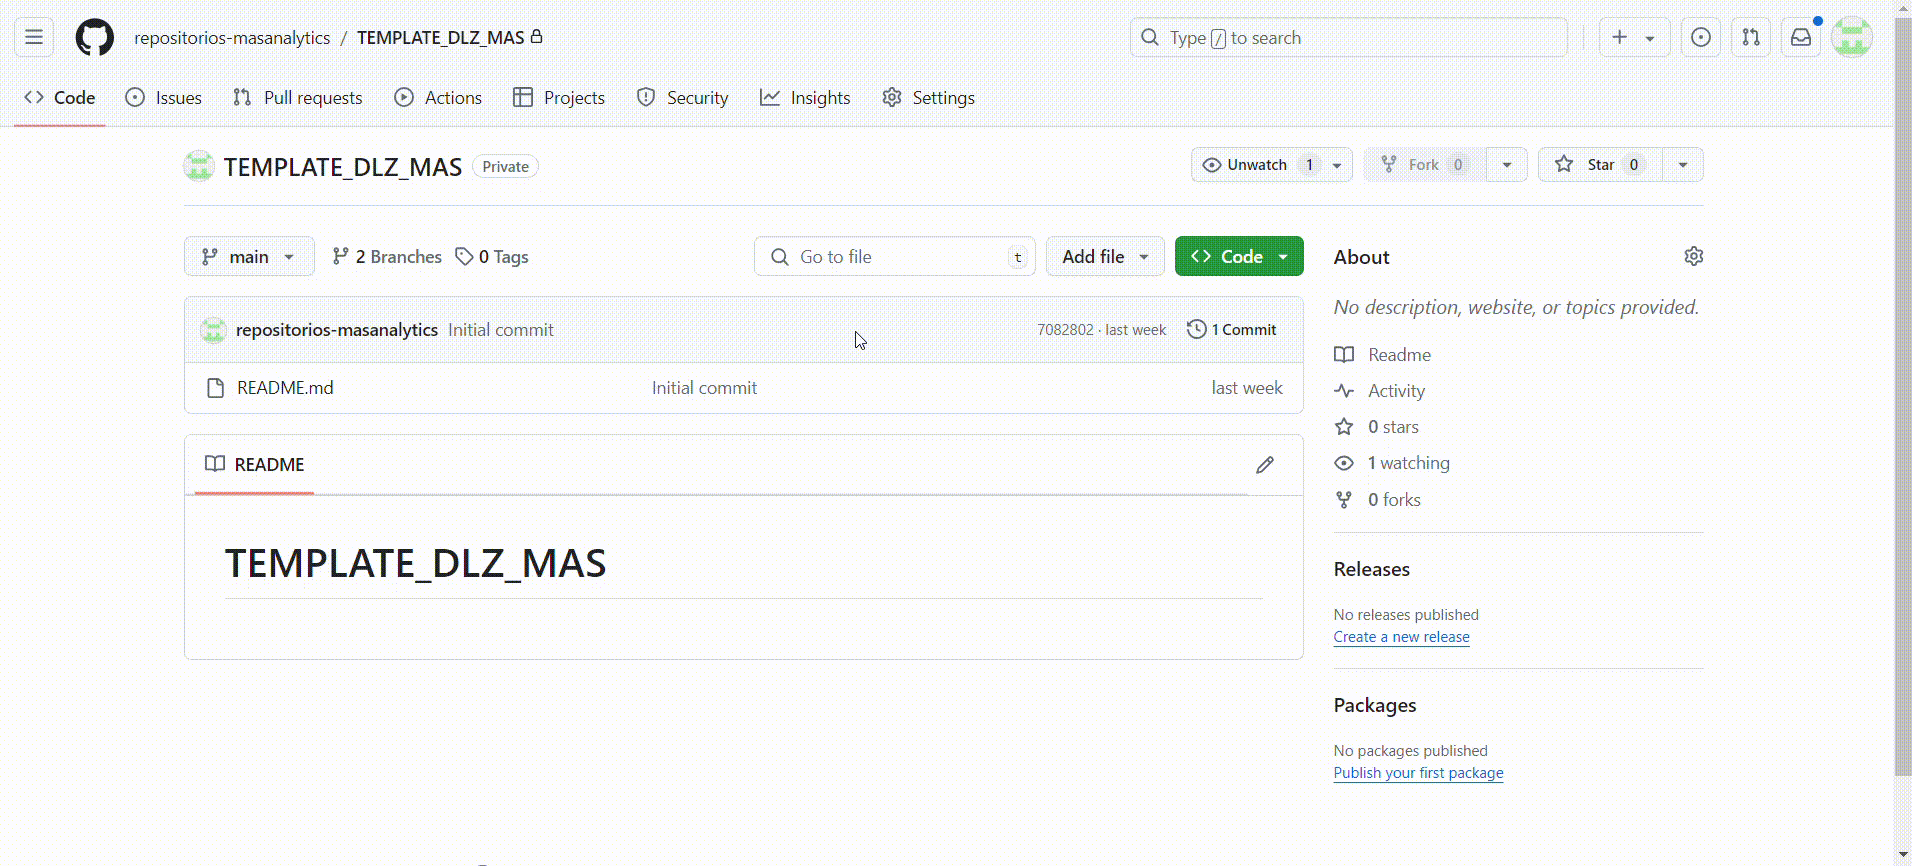 repositorios-masanalytics / TEMPLATE_DLZ_MAS
Type / to search
Code Issues Pull requests Actions Projects Security Insights Settings
TEMPLATE_DLZ_MAS Private
Unwatch 1 Fork 0 Star 0
main 2 Branches 0 Tags
Go to file t Add file Code
repositorios-masanalytics Initial commit 7082802 · last week 1 Commit
README.md Initial commit last week
README
TEMPLATE_DLZ_MAS
About
No description, website, or topics provided.
Readme
Activity
0 stars
1 watching
0 forks
Releases
No releases published
Create a new release
Packages
No packages published
Publish your first package